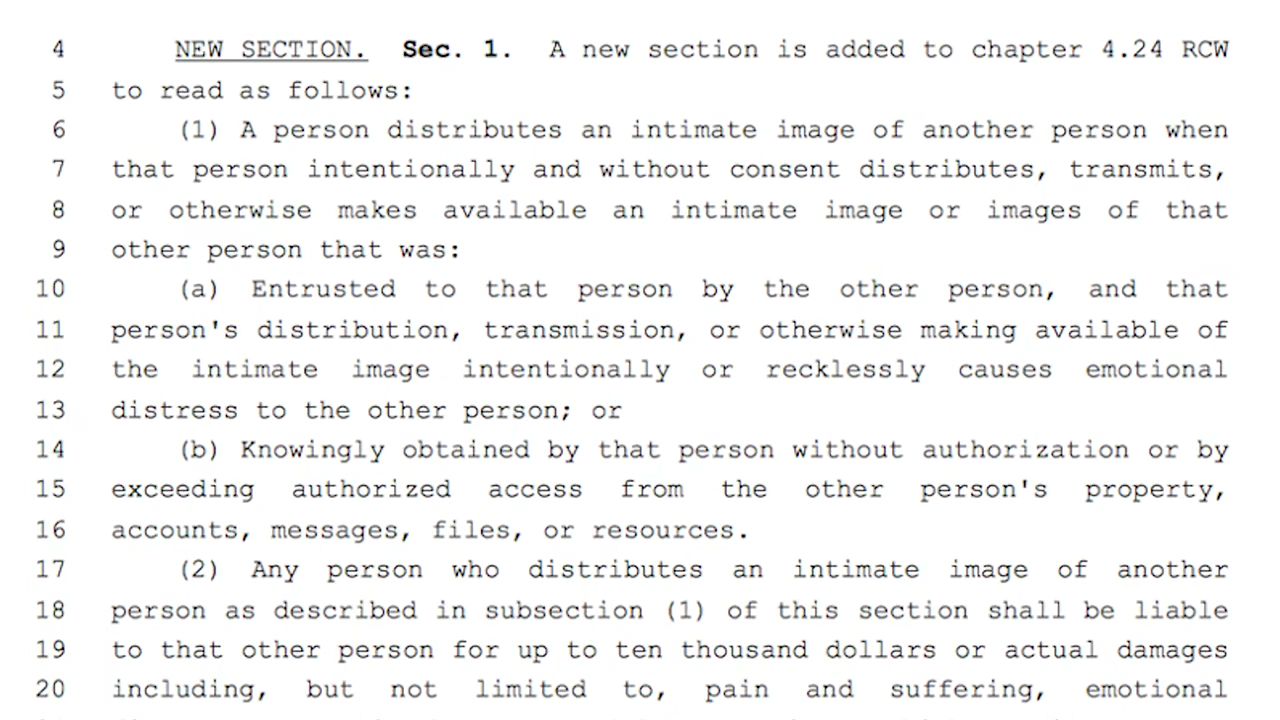 4 NEW SECTION. Sec. 1. A new section is added to chapter 4.24 RCW
5 to read as follows:
6 (1) A person distributes an intimate image of another person when
7 that person intentionally and without consent distributes, transmits,
8 or otherwise makes available an intimate image or images of that
9 other person that was:
10 (a) Entrusted to that person by the other person, and that
11 person's distribution, transmission, or otherwise making available of
12 the intimate image intentionally or recklessly causes emotional
13 distress to the other person; or
14 (b) Knowingly obtained by that person without authorization or by
15 exceeding authorized access from the other person's property,
16 accounts, messages, files, or resources.
17 (2) Any person who distributes an intimate image of another
18 person as described in subsection (1) of this section shall be liable
19 to that other person for up to ten thousand dollars or actual damages
20 including, but not limited to, pain and suffering, emotional